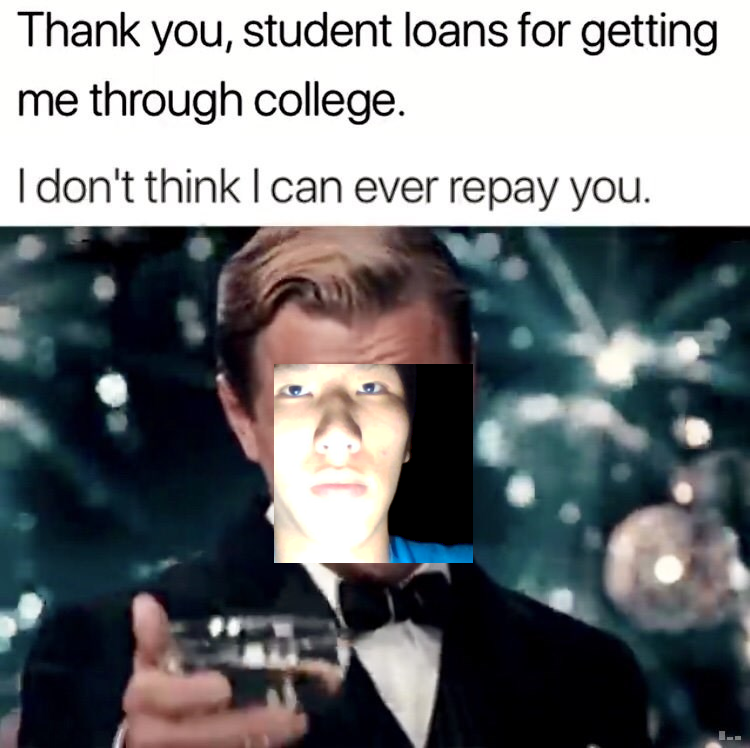 Thank you, student loans for getting
me through college.
I don't think I can ever repay you.